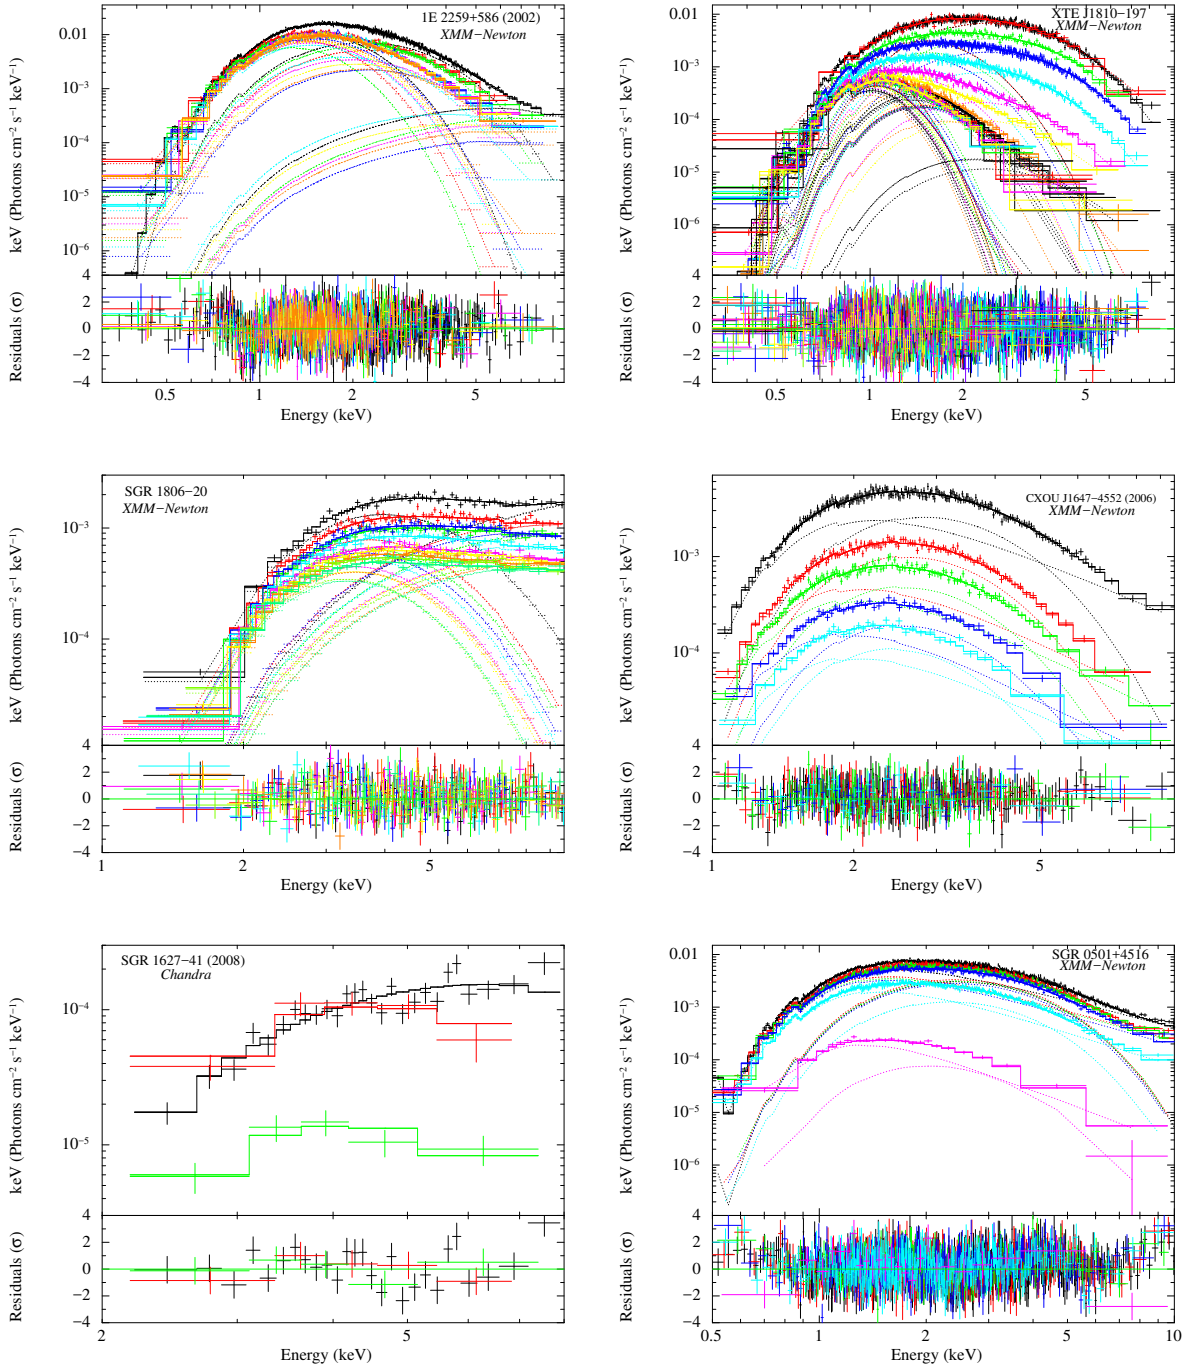 1E 2259+586 (2002)
XMM−Newton
keV (Photons cm−2 s−1 keV−1)
0.01
10−3
10−4
10−5
10−6
Residuals (σ)
4
2
0
−2
−4
0.5 1 2 5
Energy (keV)
XTE J1810−197
XMM−Newton
keV (Photons cm−2 s−1 keV−1)
0.01
10−3
10−4
10−5
10−6
Residuals (σ)
4
2
0
−2
−4
0.5 1 2 5
Energy (keV)
SGR 1806−20
XMM−Newton
keV (Photons cm−2 s−1 keV−1)
10−3
10−4
Residuals (σ)
4
2
0
−2
−4
1 2 5
Energy (keV)
CXOU J1647−4552 (2006)
XMM−Newton
keV (Photons cm−2 s−1 keV−1)
10−3
10−4
Residuals (σ)
4
2
0
−2
−4
1 2 5
Energy (keV)
SGR 1627−41 (2008)
Chandra
keV (Photons cm−2 s−1 keV−1)
10−4
10−5
Residuals (σ)
4
2
0
−2
−4
2 5
Energy (keV)
SGR 0501+4516
XMM−Newton
keV (Photons cm−2 s−1 keV−1)
0.01
10−3
10−4
10−5
10−6
Residuals (σ)
4
2
0
−2
−4
0.5 1 2 5 10
Energy (keV)